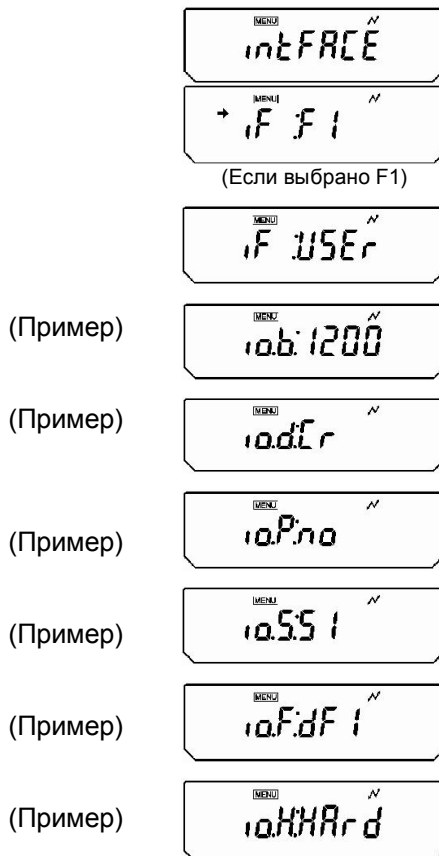 MENU
intFACE
MENU
iF :F1
(Если выбрано F1)
MENU
iF :USEr
MENU
(Пример) io.b:1200
MENU
(Пример) io.d:Cr
MENU
(Пример) io.P:no
MENU
(Пример) io.S:S1
MENU
(Пример) io.F:dF1
MENU
(Пример) io.H:HArd